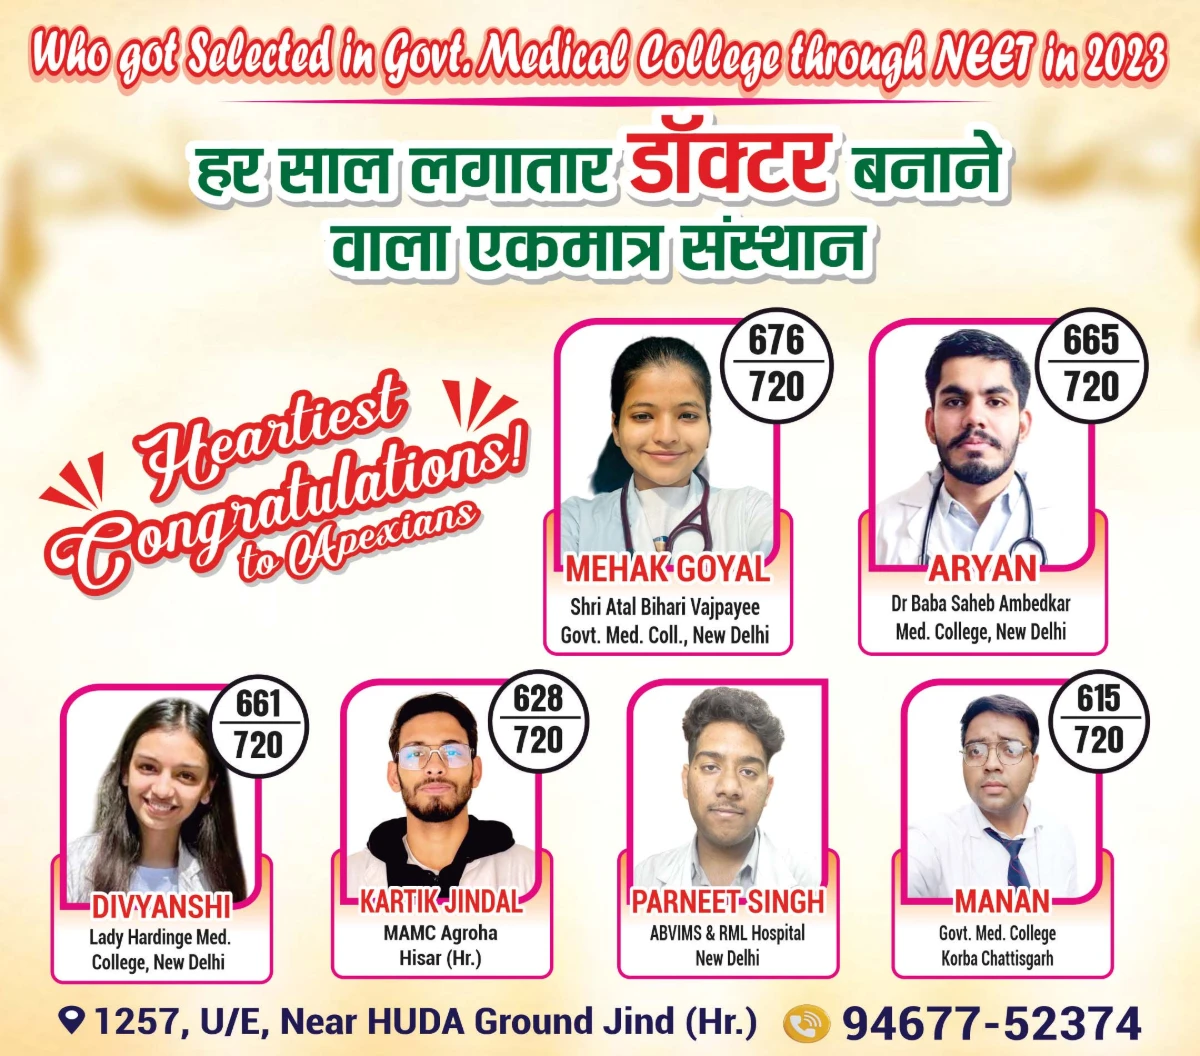 Who got Selected in Govt. Medical College through NEET in 2023
हर साल लगातार डॉक्टर बनाने
वाला एकमात्र संस्थान
Heartiest
Congratulations!
to Apexians
676
720
MEHAK GOYAL
Shri Atal Bihari Vajpayee
Govt. Med. Coll., New Delhi
665
720
ARYAN
Dr Baba Saheb Ambedkar
Med. College, New Delhi
661
720
DIVYANSHI
Lady Hardinge Med.
College, New Delhi
628
720
KARTIK JINDAL
MAMC Agroha
Hisar (Hr.)
PARNEET SINGH
ABVIMS & RML Hospital
New Delhi
615
720
MANAN
Govt. Med. College
Korba Chattisgarh
1257, U/E, Near HUDA Ground Jind (Hr.) 94677-52374